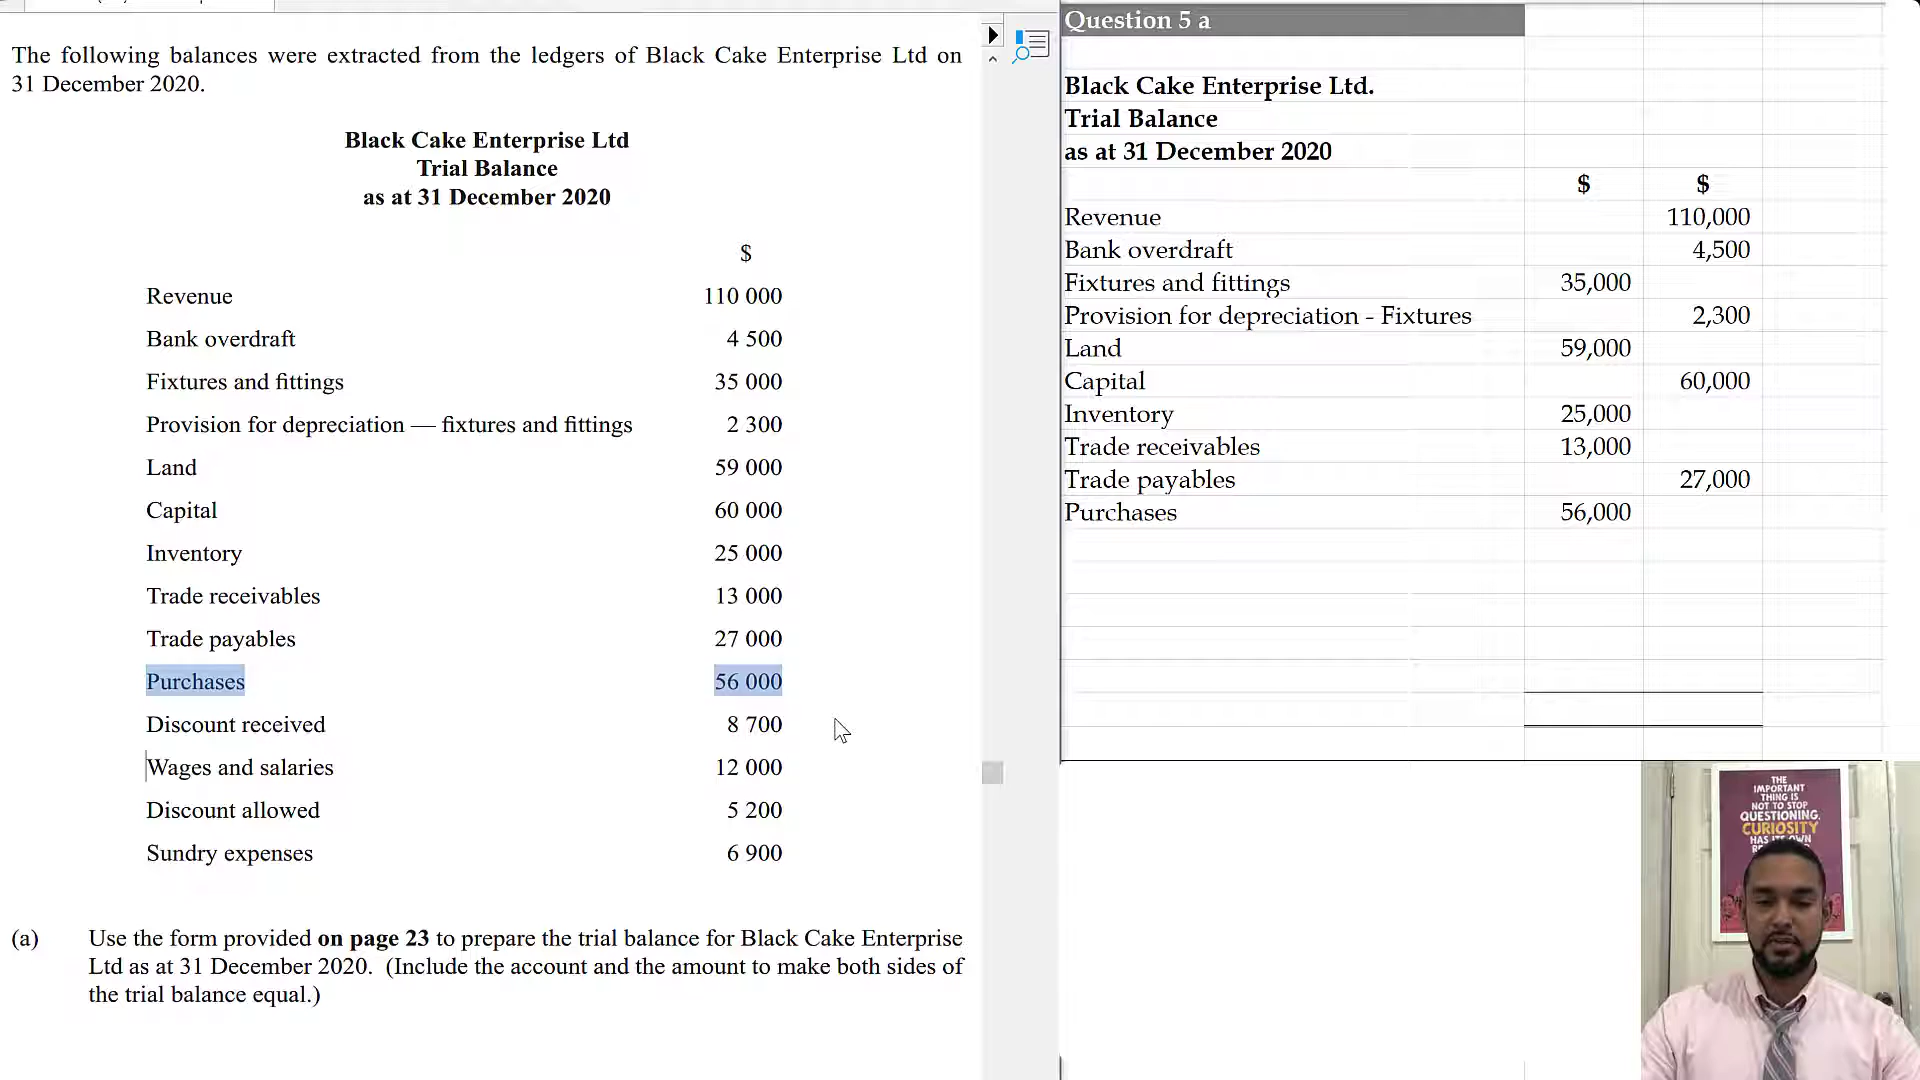 The following balances were extracted from the ledgers of Black Cake Enterprise Ltd on
31 December 2020.
Black Cake Enterprise Ltd
Trial Balance
as at 31 December 2020
$
Revenue 110 000
Bank overdraft 4 500
Fixtures and fittings 35 000
Provision for depreciation — fixtures and fittings 2 300
Land 59 000
Capital 60 000
Inventory 25 000
Trade receivables 13 000
Trade payables 27 000
Purchases 56 000
Discount received 8 700
Wages and salaries 12 000
Discount allowed 5 200
Sundry expenses 6 900
(a) Use the form provided on page 23 to prepare the trial balance for Black Cake Enterprise
Ltd as at 31 December 2020. (Include the account and the amount to make both sides of
the trial balance equal.)
Question 5 a
Black Cake Enterprise Ltd.
Trial Balance
as at 31 December 2020
$ $
Revenue 110,000
Bank overdraft 4,500
Fixtures and fittings 35,000
Provision for depreciation - Fixtures 2,300
Land 59,000
Capital 60,000
Inventory 25,000
Trade receivables 13,000
Trade payables 27,000
Purchases 56,000
THE
IMPORTANT
THING IS
NOT TO STOP
QUESTIONING.
CURIOSITY
HAS ITS OWN